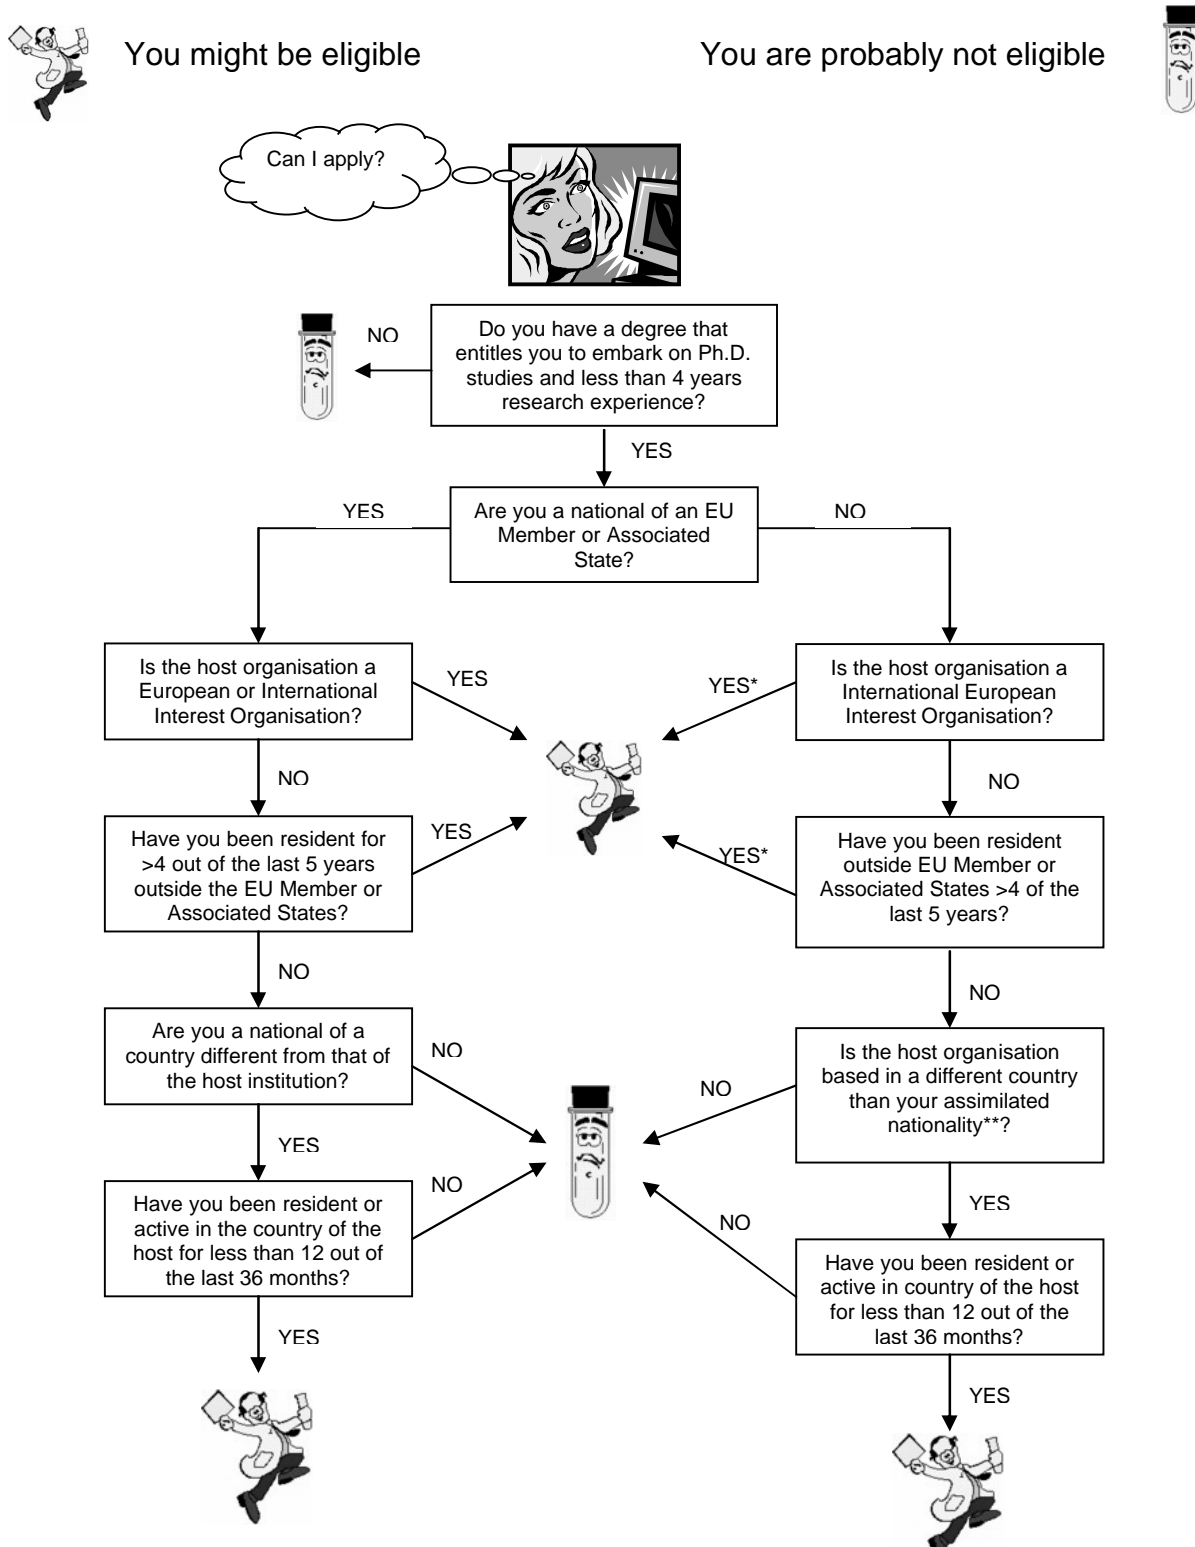 You might be eligible
You are probably not eligible
Can I apply?
Do you have a degree that
entitles you to embark on Ph.D.
studies and less than 4 years
research experience?
NO
YES
Are you a national of an EU
Member or Associated
State?
YES
NO
Is the host organisation a
European or International
Interest Organisation?
YES
YES*
Is the host organisation a
International European
Interest Organisation?
NO
NO
Have you been resident for
>4 out of the last 5 years
outside the EU Member or
Associated States?
YES
YES*
Have you been resident
outside EU Member or
Associated States >4 of the
last 5 years?
NO
NO
Are you a national of a
country different from that of
the host institution?
NO
NO
Is the host organisation
based in a different country
than your assimilated
nationality**?
YES
YES
Have you been resident or
active in the country of the
host for less than 12 out of
the last 36 months?
NO
NO
Have you been resident or
active in country of the host
for less than 12 out of the
last 36 months?
YES
YES